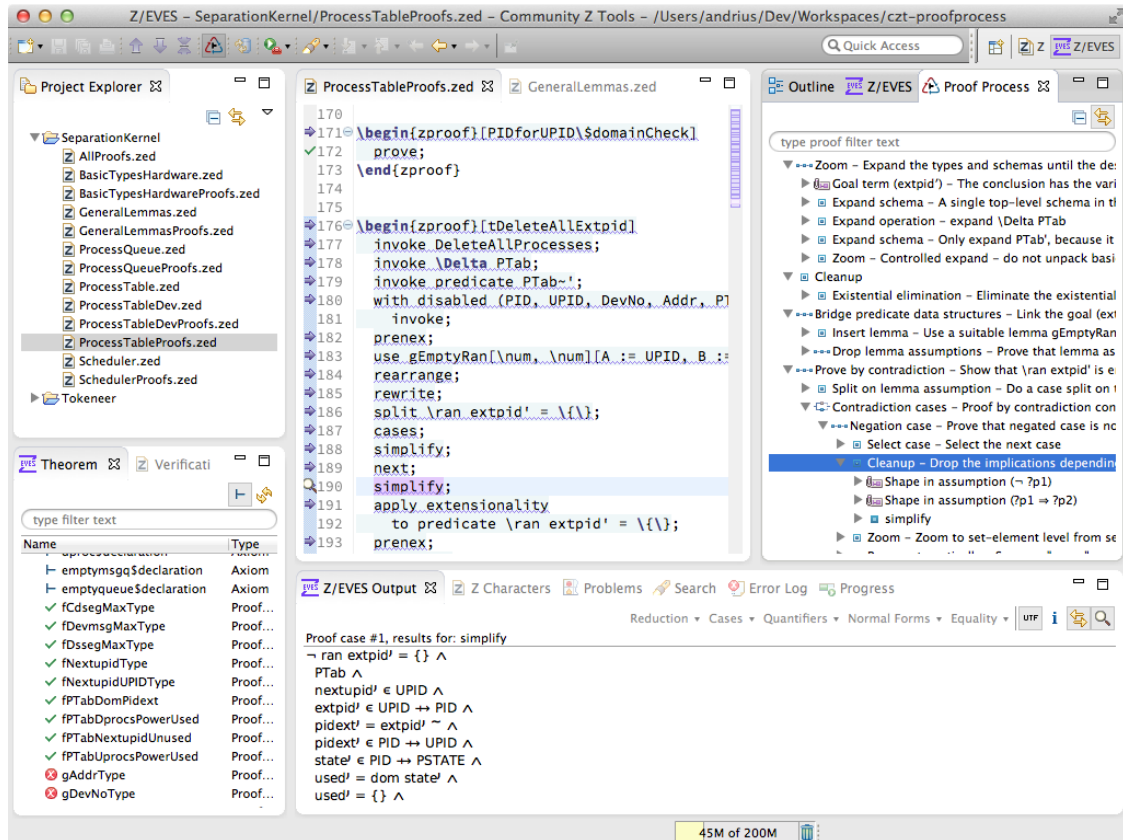 Z/EVES – SeparationKernel/ProcessTableProofs.zed – Community Z Tools – /Users/andrius/Dev/Workspaces/czt-proofprocess
Quick Access
Z
Z/EVES
Project Explorer
SeparationKernel
AllProofs.zed
BasicTypesHardware.zed
BasicTypesHardwareProofs.zed
GeneralLemmas.zed
GeneralLemmasProofs.zed
ProcessQueue.zed
ProcessQueueProofs.zed
ProcessTable.zed
ProcessTableDev.zed
ProcessTableDevProofs.zed
ProcessTableProofs.zed
Scheduler.zed
SchedulerProofs.zed
Tokeneer
Theorem
Verificati
type filter text
Name Type
emptymsgq$declaration Axiom
emptyqueue$declaration Axiom
fCdsegMaxType Proof...
fDevmsgMaxType Proof...
fDssegMaxType Proof...
fNextupidType Proof...
fNextupidUPIDType Proof...
fPTabDomPidext Proof...
fPTabDprocsPowerUsed Proof...
fPTabNextupidUnused Proof...
fPTabUprocsPowerUsed Proof...
gAddrType Proof...
gDevNoType Proof...
ProcessTableProofs.zed
GeneralLemmas.zed
170
171 \begin{zproof}[PIDforUPID\$domainCheck]
172 prove;
173 \end{zproof}
174
175
176 \begin{zproof}[tDeleteAllExtpid]
177 invoke DeleteAllProcesses;
178 invoke \Delta PTab;
179 invoke predicate PTab~';
180 with disabled (PID, UPID, DevNo, Addr, PT
181 invoke;
182 prenex;
183 use gEmptyRan[\num, \num][A := UPID, B :=
184 rearrange;
185 rewrite;
186 split \ran extpid' = \{\};
187 cases;
188 simplify;
189 next;
190 simplify;
191 apply extensionality
192 to predicate \ran extpid' = \{\};
193 prenex;
Outline
Z/EVES
Proof Process
type proof filter text
Zoom – Expand the types and schemas until the de
Goal term (extpid') – The conclusion has the vari
Expand schema – A single top-level schema in th
Expand operation – expand \Delta PTab
Expand schema – Only expand PTab', because it
Zoom – Controlled expand – do not unpack basi
Cleanup
Existential elimination – Eliminate the existential
Bridge predicate data structures – Link the goal (ext
Insert lemma – Use a suitable lemma gEmptyRan
Drop lemma assumptions – Prove that lemma as
Prove by contradiction – Show that \ran extpid' is e
Split on lemma assumption – Do a case split on t
Contradiction cases – Proof by contradiction con
Negation case – Prove that negated case is no
Select case – Select the next case
Cleanup – Drop the implications dependin
Shape in assumption (¬ ?p1)
Shape in assumption (?p1 ⇒ ?p2)
simplify
Zoom – Zoom to set-element level from se
Z/EVES Output
Z Characters
Problems
Search
Error Log
Progress
Reduction
Cases
Quantifiers
Normal Forms
Equality
UTF
Proof case #1, results for: simplify
¬ ran extpid′ = {} ∧
PTab ∧
nextupid′ ∈ UPID ∧
extpid′ ∈ UPID ⇸ PID ∧
pidext′ = extpid′ ~ ∧
pidext′ ∈ PID ⇸ UPID ∧
state′ ∈ PID ⇸ PSTATE ∧
used′ = dom state′ ∧
used′ = {} ∧
45M of 200M